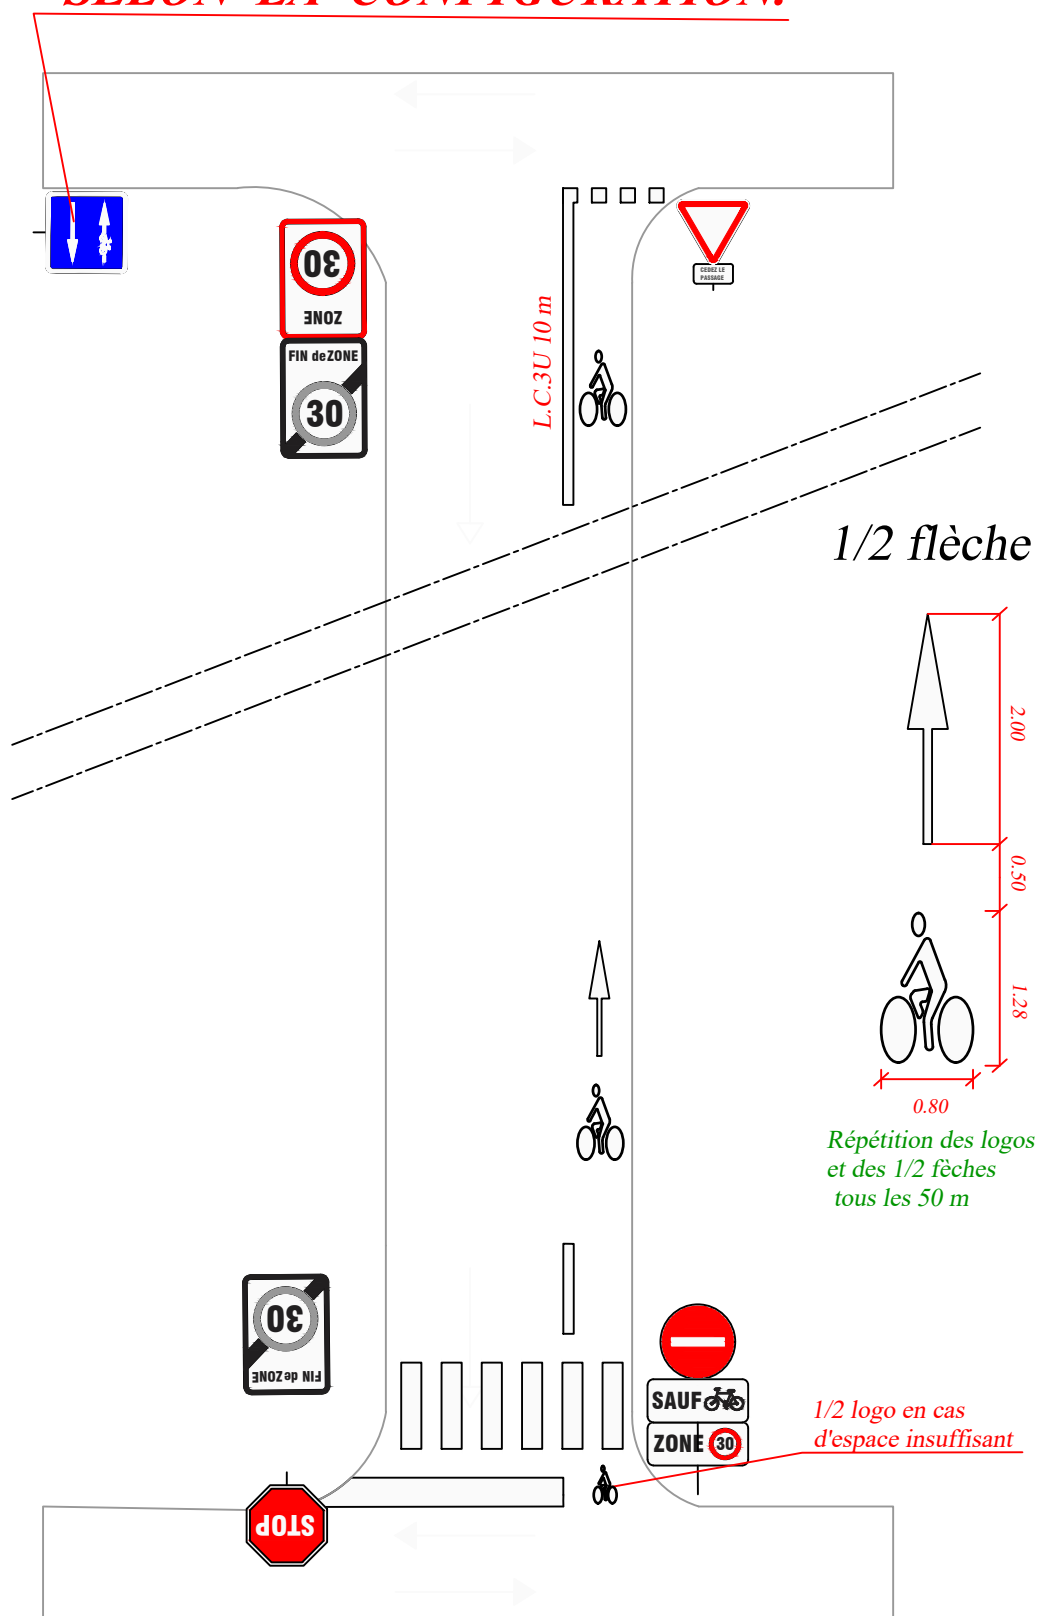 SELON LA CONFIGURATION.
30
ZONE
FIN de ZONE
30
CEDEZ LE
PASSAGE
L.C.3U 10 m
1/2 flèche
2.00
0.50
1.28
0.80
Répétition des logos
et des 1/2 fèches
tous les 50 m
30
FIN de ZONE
SAUF
ZONE 30
1/2 logo en cas
d'espace insuffisant
STOP